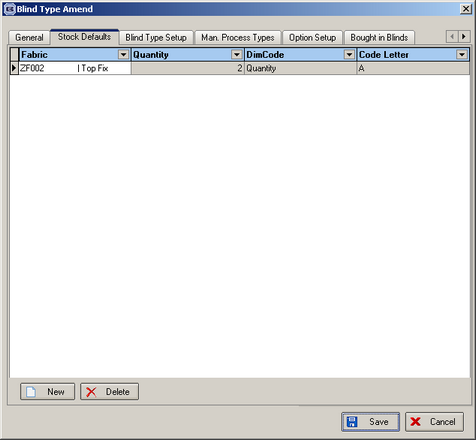 Blind Type Amend
General Stock Defaults Blind Type Setup Man. Process Types Option Setup Bought in Blinds
Fabric Quantity DimCode Code Letter
ZF002 | Top Fix 2 Quantity A
New Delete
Save Cancel